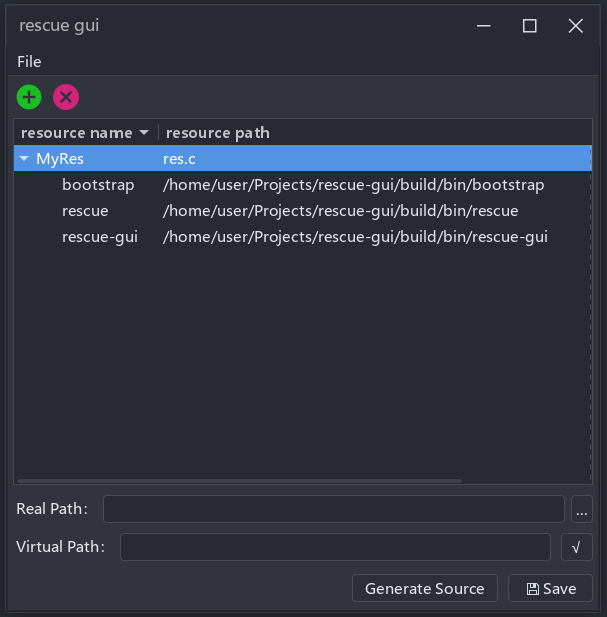 rescue gui
File
resource name resource path
MyRes res.c
bootstrap /home/user/Projects/rescue-gui/build/bin/bootstrap
rescue /home/user/Projects/rescue-gui/build/bin/rescue
rescue-gui /home/user/Projects/rescue-gui/build/bin/rescue-gui
Real Path: ...
Virtual Path: √
Generate Source Save